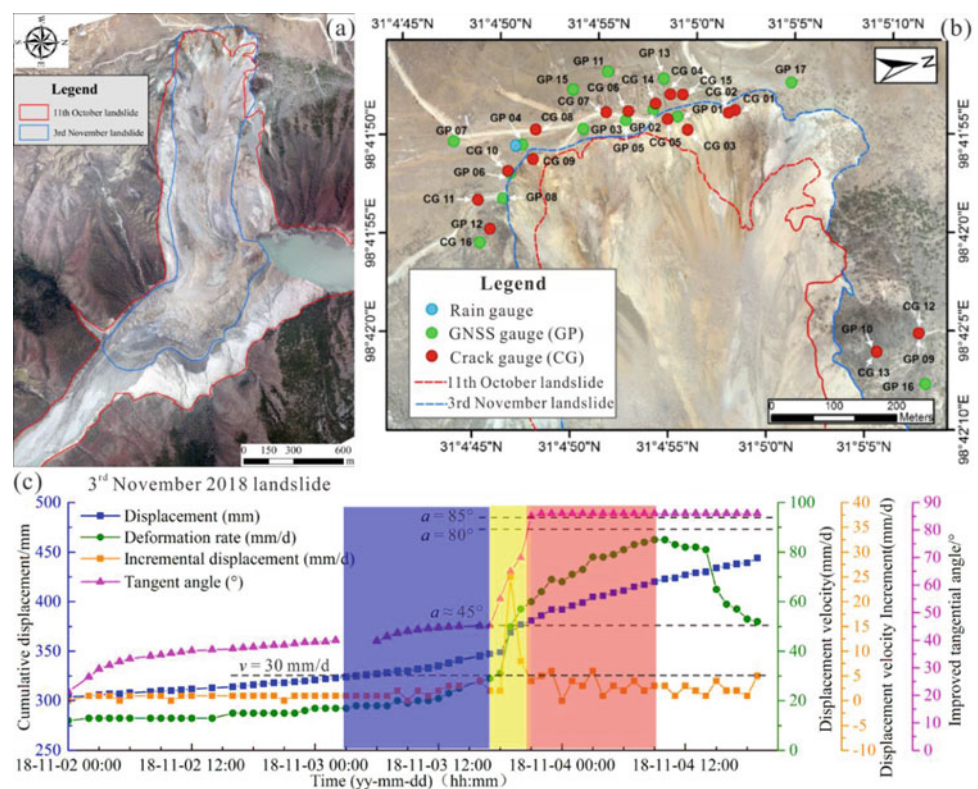 (a)
N
S
Legend
11th October landslide
3rd November landslide
0 150 300 600
m
(b)
31°4'45"N 31°4'50"N 31°4'55"N 31°5'0"N 31°5'5"N 31°5'10"N
98°41'50"E
98°41'55"E
98°42'0"E
N
GP 13
GP 11
CG 14
CG 04
GP 17
GP 15
CG 06
CG 15
CG 07
CG 02
CG 01
GP 04
CG 08
GP 01
GP 07
GP 03
GP 02
CG 10
GP 05
CG 05
CG 03
CG 09
GP 06
CG 11
GP 08
GP 12
CG 16
CG 12
GP 10
GP 09
CG 13
GP 16
Legend
Rain gauge
GNSS gauge (GP)
Crack gauge (CG)
11th October landslide
3rd November landslide
0 100 200
Meters
98°41'50"E
98°41'55"E
98°42'5"E
98°42'10"E
31°4'45"N 31°4'50"N 31°4'55"N 31°5'0"N 31°5'5"N
(c) 3rd November 2018 landslide
Displacement (mm)
Deformation rate (mm/d)
Incremental displacement (mm/d)
Tangent angle (°)
a = 85°
a = 80°
a ≈ 45°
v = 30 mm/d
Cumulative displacement/mm
500
450
400
350
300
250
Displacement velocity(mm/d)
100
80
60
40
20
0
Displacement velocity Increment(mm/d)
40
35
30
25
20
15
10
5
0
-5
-10
Improved tangential angle/°
90
80
70
60
50
40
30
20
10
0
18-11-02 00:00 18-11-02 12:00 18-11-03 00:00 18-11-03 12:00 18-11-04 00:00 18-11-04 12:00
Time (yy-mm-dd) (hh:mm)